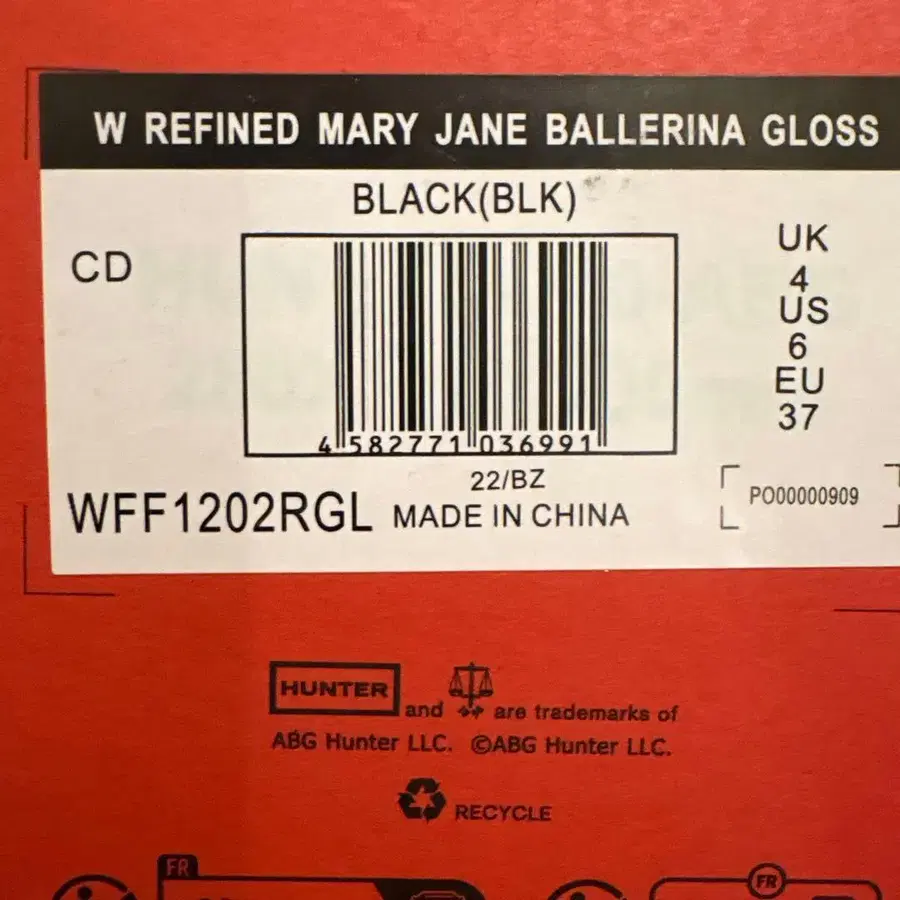 W REFINED MARY JANE BALLERINA GLOSS
BLACK(BLK)
CD
UK
4
US
6
EU
37
4 582771 036991
22/BZ
WFF1202RGL MADE IN CHINA
PO00000909
HUNTER and are trademarks of
ABG Hunter LLC. ©ABG Hunter LLC.
RECYCLE
FR
FR